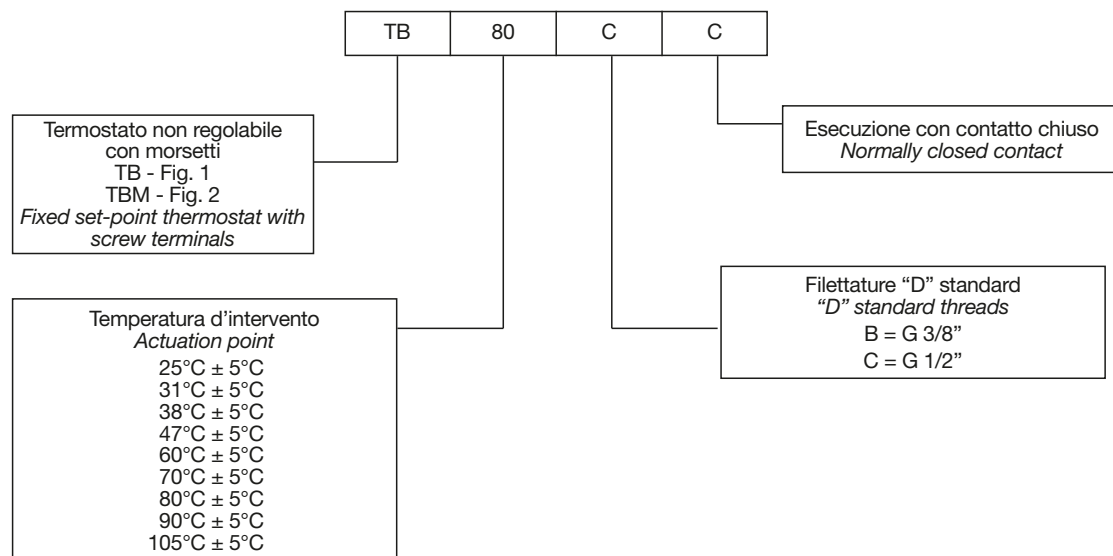 TB 80 C C
Termostato non regolabile
con morsetti
TB - Fig. 1
TBM - Fig. 2
Fixed set-point thermostat with
screw terminals
Esecuzione con contatto chiuso
Normally closed contact
Temperatura d'intervento
Actuation point
25°C ± 5°C
31°C ± 5°C
38°C ± 5°C
47°C ± 5°C
60°C ± 5°C
70°C ± 5°C
80°C ± 5°C
90°C ± 5°C
105°C ± 5°C
Filettature “D” standard
“D” standard threads
B = G 3/8”
C = G 1/2”